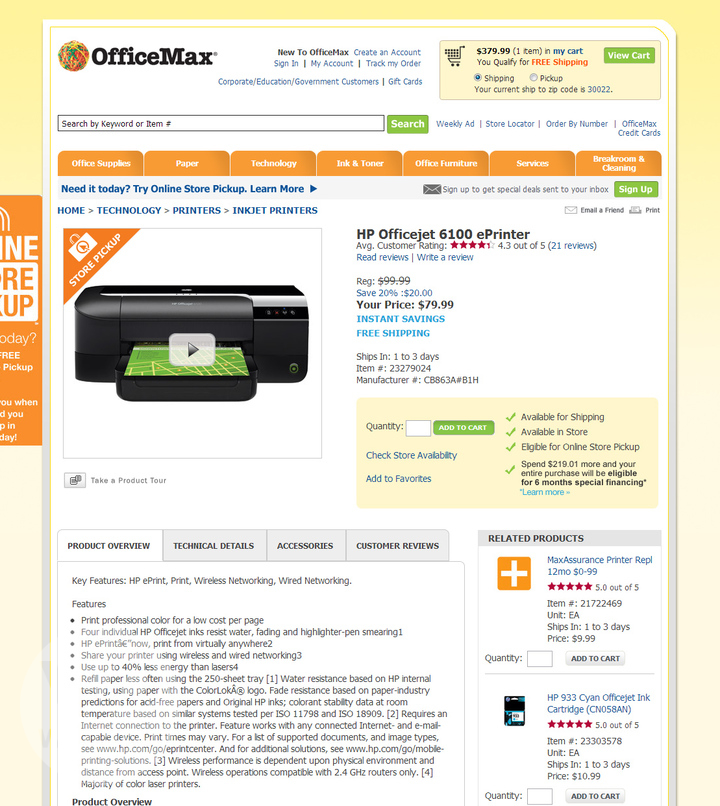 OfficeMax®
New To OfficeMax Create an Account
Sign In | My Account | Track my Order
Corporate/Education/Government Customers | Gift Cards
$379.99 (1 item) in my cart
You Qualify for FREE Shipping
View Cart
Shipping Pickup
Your current ship to zip code is 30022.
Search by Keyword or Item #
Search
Weekly Ad | Store Locator | Order By Number | OfficeMax Credit Cards
Office Supplies
Paper
Technology
Ink & Toner
Office Furniture
Services
Breakroom & Cleaning
Need it today? Try Online Store Pickup. Learn More
Sign up to get special deals sent to your inbox
Sign Up
HOME > TECHNOLOGY > PRINTERS > INKJET PRINTERS
Email a Friend
Print
INE
RE
KUP
oday?
FREE
Pickup
ou when
d you
p in
day!
STORE PICKUP
HP Officejet 6100 ePrinter
Avg. Customer Rating: 4.3 out of 5 (21 reviews)
Read reviews | Write a review
Reg: $99.99
Save 20% :$20.00
Your Price: $79.99
INSTANT SAVINGS
FREE SHIPPING
Ships In: 1 to 3 days
Item #: 23279024
Manufacturer #: CB863A#B1H
Quantity:
ADD TO CART
Check Store Availability
Add to Favorites
Available for Shipping
Available in Store
Eligible for Online Store Pickup
Spend $219.01 more and your
entire purchase will be eligible
for 6 months special financing*
*Learn more »
Take a Product Tour
PRODUCT OVERVIEW
TECHNICAL DETAILS
ACCESSORIES
CUSTOMER REVIEWS
Key Features: HP ePrint, Print, Wireless Networking, Wired Networking.
Features
Print professional color for a low cost per page
Four individual HP Officejet inks resist water, fading and highlighter-pen smearing1
HP ePrintâ€"now, print from virtually anywhere2
Share your printer using wireless and wired networking3
Use up to 40% less energy than lasers4
Refill paper less often using the 250-sheet tray [1] Water resistance based on HP internal
testing, using paper with the ColorLokÂ® logo. Fade resistance based on paper-industry
predictions for acid-free papers and Original HP inks; colorant stability data at room
temperature based on similar systems tested per ISO 11798 and ISO 18909. [2] Requires an
Internet connection to the printer. Feature works with any connected Internet- and e-mail-
capable device. Print times may vary. For a list of supported documents, and image types,
see www.hp.com/go/eprintcenter. And for additional solutions, see www.hp.com/go/mobile-
printing-solutions. [3] Wireless performance is dependent upon physical environment and
distance from access point. Wireless operations compatible with 2.4 GHz routers only. [4]
Majority of color laser printers.
Product Overview
RELATED PRODUCTS
MaxAssurance Printer Repl
12mo $0-99
5.0 out of 5
Item #: 21722469
Unit: EA
Ships In: 1 to 3 days
Price: $9.99
Quantity:
ADD TO CART
HP 933 Cyan Officejet Ink
Cartridge (CN058AN)
5.0 out of 5
Item #: 23303578
Unit: EA
Ships In: 1 to 3 days
Price: $10.99
Quantity:
ADD TO CART